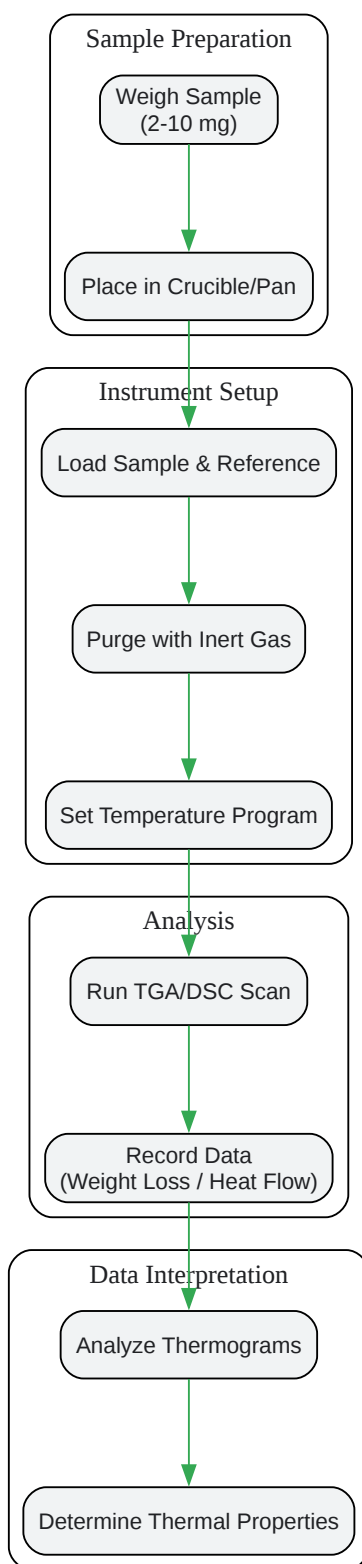 Sample Preparation
Weigh Sample
(2-10 mg)
Place in Crucible/Pan
Instrument Setup
Load Sample & Reference
Purge with Inert Gas
Set Temperature Program
Analysis
Run TGA/DSC Scan
Record Data
(Weight Loss / Heat Flow)
Data Interpretation
Analyze Thermograms
Determine Thermal Properties